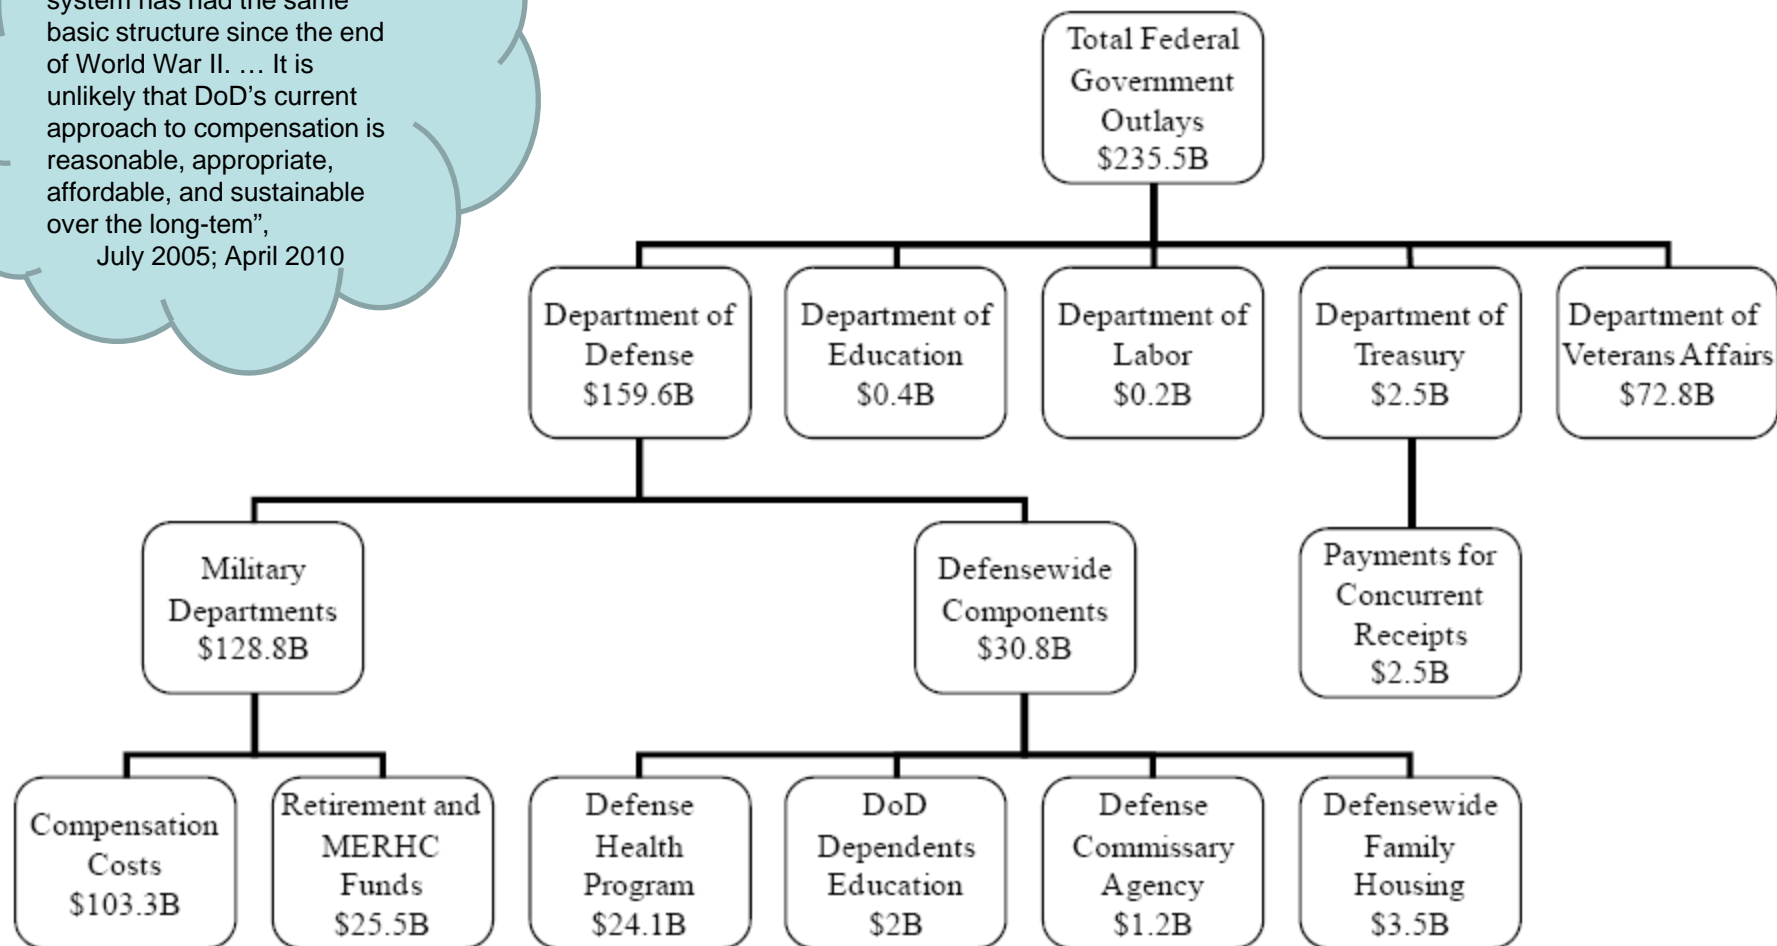 system has had the same
basic structure since the end
of World War II. … It is
unlikely that DoD’s current
approach to compensation is
reasonable, appropriate,
affordable, and sustainable
over the long-tem”,
July 2005; April 2010
Total Federal
Government
Outlays
$235.5B
Department of
Defense
$159.6B
Department of
Education
$0.4B
Department of
Labor
$0.2B
Department of
Treasury
$2.5B
Department of
Veterans Affairs
$72.8B
Military
Departments
$128.8B
Defensewide
Components
$30.8B
Payments for
Concurrent
Receipts
$2.5B
Compensation
Costs
$103.3B
Retirement and
MERHC
Funds
$25.5B
Defense
Health
Program
$24.1B
DoD
Dependents
Education
$2B
Defense
Commissary
Agency
$1.2B
Defensewide
Family
Housing
$3.5B